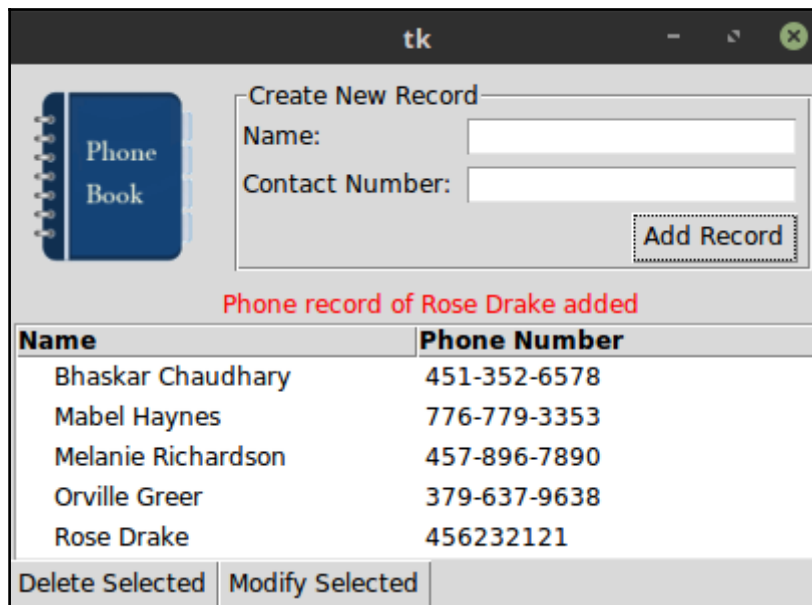 tk
Phone
Book
Create New Record
Name:
Contact Number:
Add Record
Phone record of Rose Drake added
Name Phone Number
Bhaskar Chaudhary 451-352-6578
Mabel Haynes 776-779-3353
Melanie Richardson 457-896-7890
Orville Greer 379-637-9638
Rose Drake 456232121
Delete Selected Modify Selected